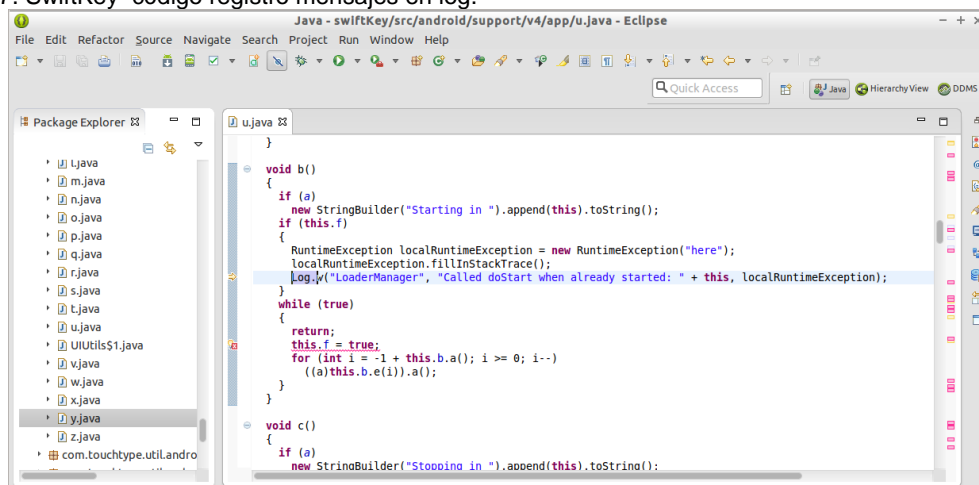 7. SwiftKey código registro mensajes en log.
Java - swiftKey/src/android/support/v4/app/u.java - Eclipse
File Edit Refactor Source Navigate Search Project Run Window Help
Quick Access
Java
Hierarchy View
DDMS
Package Explorer
u.java
L.java
m.java
n.java
o.java
p.java
q.java
r.java
s.java
t.java
u.java
UIUtils$1.java
v.java
w.java
x.java
y.java
z.java
com.touchtype.util.andro
}
void b()
{
if (a)
new StringBuilder("Starting in ").append(this).toString();
if (this.f)
{
RuntimeException localRuntimeException = new RuntimeException("here");
localRuntimeException.fillInStackTrace();
Log.w("LoaderManager", "Called doStart when already started: " + this, localRuntimeException);
}
while (true)
{
return;
this.f = true;
for (int i = -1 + this.b.a(); i >= 0; i--)
((a)this.b.e(i)).a();
}
}
void c()
{
if (a)
new StringBuilder("Stopping in ").append(this).toString();